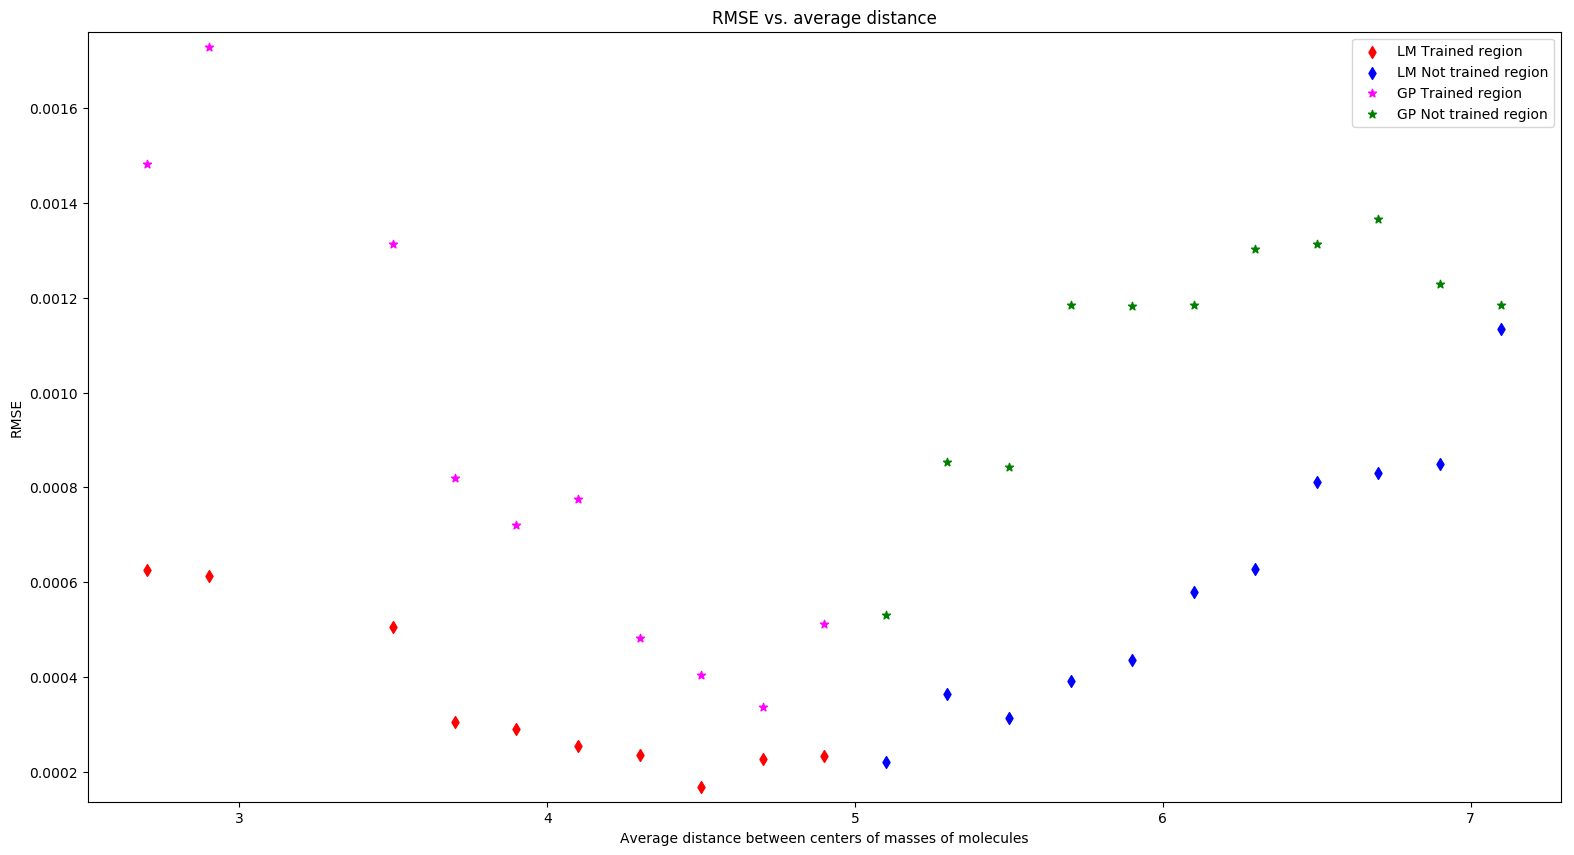 RMSE vs. average distance
LM Trained region
LM Not trained region
GP Trained region
GP Not trained region
0.0016
0.0014
0.0012
0.0010
0.0008
0.0006
0.0004
0.0002
RMSE
3 4 5 6 7
Average distance between centers of masses of molecules